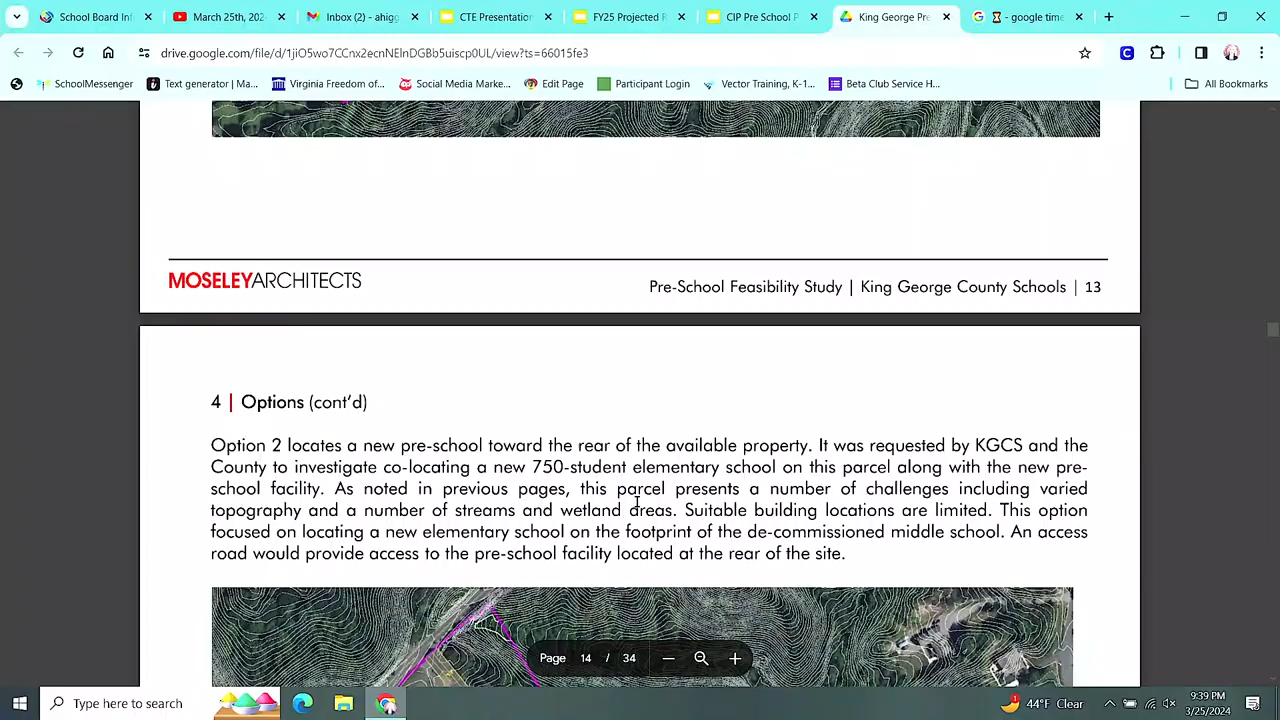 School Board Inf
March 25th, 202
Inbox (2) - ahigg
CTE Presentation
FY25 Projected R
CIP Pre School P
King George Pre
- google time
drive.google.com/file/d/1jiO5wo7CCnx2ecnNEInDGBb5uiscp0UL/view?ts=66015fe3
SchoolMessenger
Text generator | Ma...
Virginia Freedom of...
Social Media Marke...
Edit Page
Participant Login
Vector Training, K-1...
Beta Club Service H...
All Bookmarks
MOSELEYARCHITECTS
Pre-School Feasibility Study | King George County Schools | 13
4 | Options (cont'd)
Option 2 locates a new pre-school toward the rear of the available property. It was requested by KGCS and the
County to investigate co-locating a new 750-student elementary school on this parcel along with the new pre-
school facility. As noted in previous pages, this parcel presents a number of challenges including varied
topography and a number of streams and wetland areas. Suitable building locations are limited. This option
focused on locating a new elementary school on the footprint of the de-commissioned middle school. An access
road would provide access to the pre-school facility located at the rear of the site.
Page 14 / 34
Type here to search
44°F Clear
9:39 PM
3/25/2024